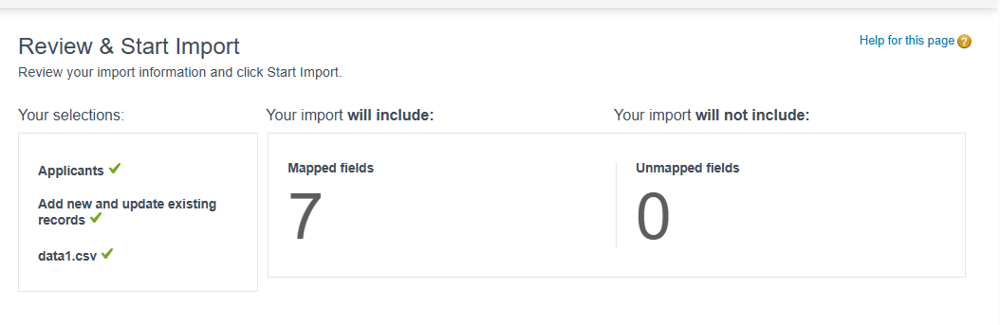 Review & Start Import
Help for this page ?
Review your import information and click Start Import.
Your selections:
Your import will include:
Your import will not include:
Applicants
Add new and update existing
records
data1.csv
Mapped fields
7
Unmapped fields
0